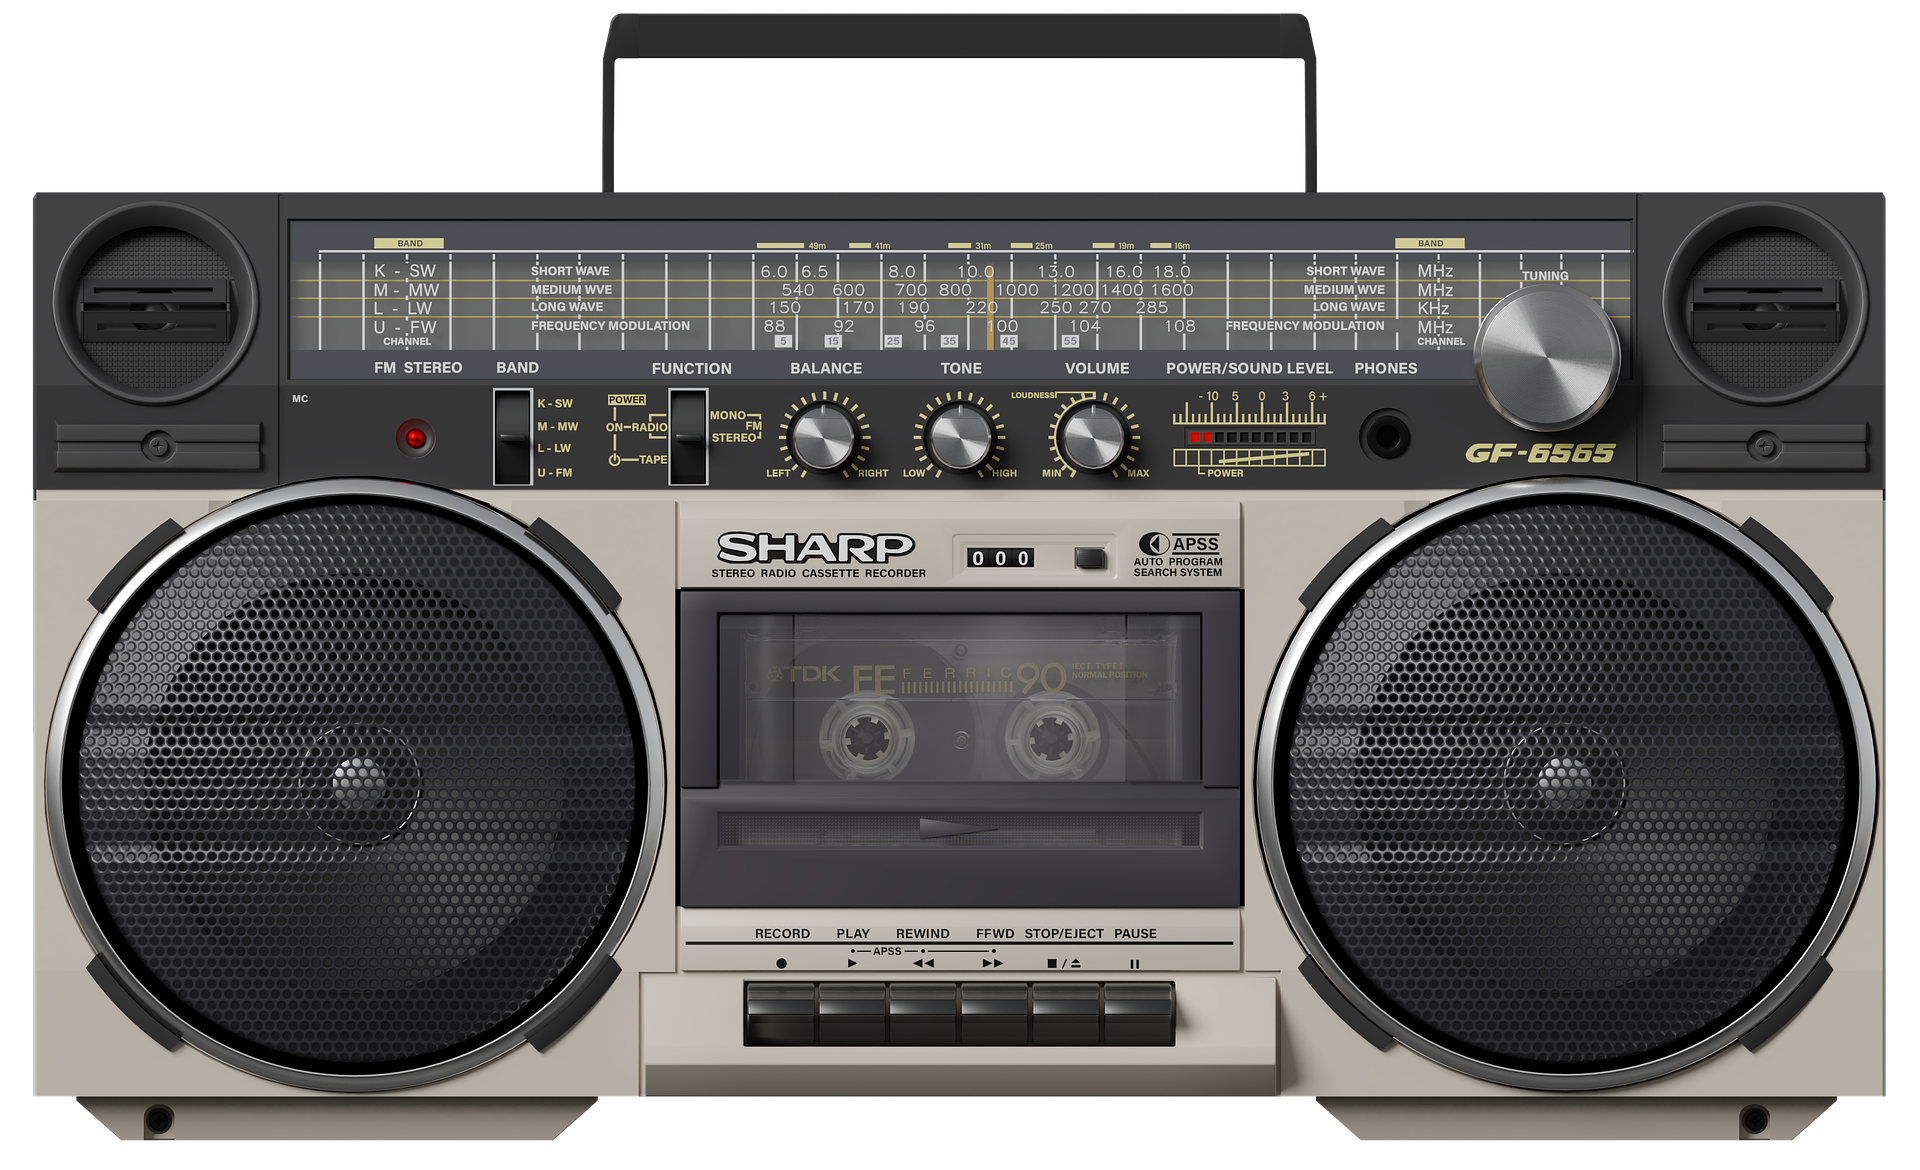 BAND 49m 41m 31m 25m 19m 16m BAND
K - SW SHORT WAVE 6.0 6.5 8.0 10.0 13.0 16.0 18.0 SHORT WAVE MHz
TUNING
M - MW MEDIUM WVE 540 600 700 800 1000 1200 1400 1600 MEDIUM WVE MHz
L - LW LONG WAVE 150 170 190 220 250 270 285 LONG WAVE KHz
U - FW FREQUENCY MODULATION 88 92 96 100 104 108 FREQUENCY MODULATION MHz
CHANNEL 5 15 25 35 45 55 CHANNEL
FM STEREO BAND FUNCTION BALANCE TONE VOLUME POWER/SOUND LEVEL PHONES
MC
LOUDNESS
- 10 5 0 3 6 +
K - SW
M - MW
L - LW
U - FM
POWER
ON RADIO
TAPE
MONO
FM
STEREO
LEFT RIGHT
LOW HIGH
MIN MAX
POWER
GF-6565
SHARP
STEREO RADIO CASSETTE RECORDER
0 0 0
APSS
AUTO PROGRAM
SEARCH SYSTEM
TDK FE FERRIC 90
NORMAL POSITION
RECORD PLAY REWIND FFWD STOP/EJECT PAUSE
APSS